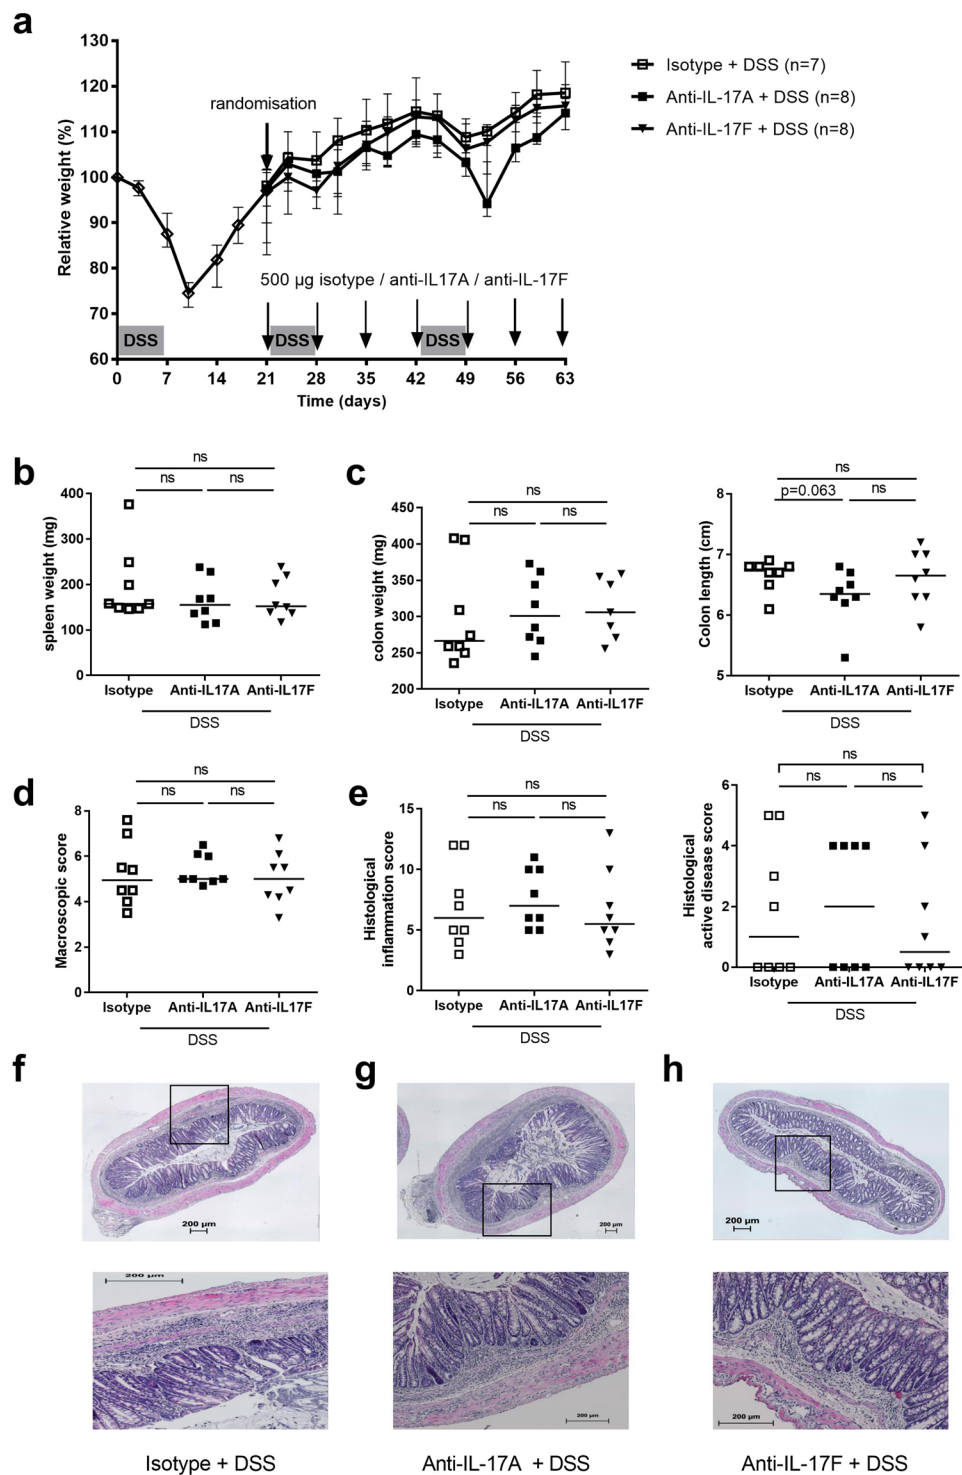 a
130
120
110
100
90
80
70
60
Relative weight (%)
randomisation
500 µg isotype / anti-IL17A / anti-IL-17F
DSS
DSS
DSS
0 7 14 21 28 35 42 49 56 63
Time (days)
Isotype + DSS (n=7)
Anti-IL-17A + DSS (n=8)
Anti-IL-17F + DSS (n=8)
b
ns
ns ns
400
300
200
100
0
spleen weight (mg)
Isotype Anti-IL17A Anti-IL17F
DSS
c
ns
ns ns
450
400
350
300
250
200
colon weight (mg)
Isotype Anti-IL17A Anti-IL17F
DSS
ns
p=0.063 ns
8
7
6
5
Colon length (cm)
Isotype Anti-IL17A Anti-IL17F
DSS
d
ns
ns ns
8
6
4
2
0
Macroscopic score
Isotype Anti-IL17A Anti-IL17F
DSS
e
ns
ns ns
15
10
5
0
Histological
inflammation score
Isotype Anti-IL17A Anti-IL17F
DSS
ns
ns ns
6
4
2
0
Histological
active disease score
Isotype Anti-IL17A Anti-IL17F
DSS
f
200 µm
200 µm
Isotype + DSS
g
200 µm
200 µm
Anti-IL-17A + DSS
h
200 µm
200 µm
Anti-IL-17F + DSS